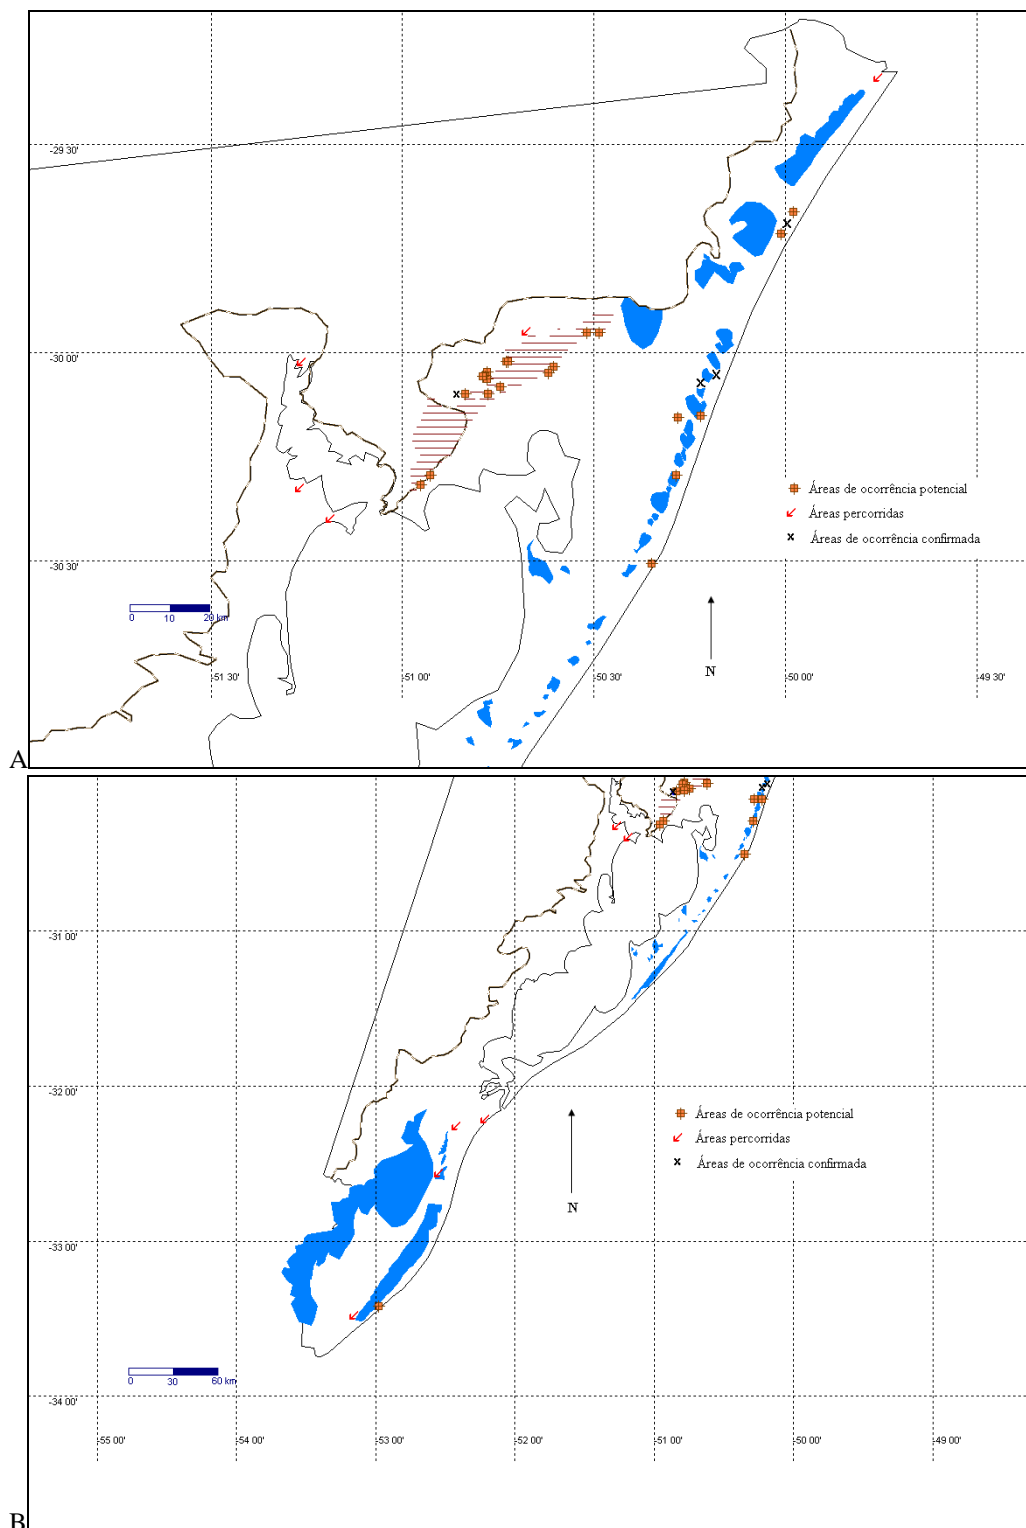 -29 30'
-30 00'
Áreas de ocorrência potencial
Áreas percorridas
Áreas de ocorrência confirmada
-30 30'
0 10 20 km
N
-51 30' -51 00' -50 30' -50 00' -49 30'
A
-31 00'
-32 00'
Áreas de ocorrência potencial
Áreas percorridas
Áreas de ocorrência confirmada
N
-33 00'
0 30 60 km
-34 00'
-55 00' -54 00' -53 00' -52 00' -51 00' -50 00' -49 00'
B